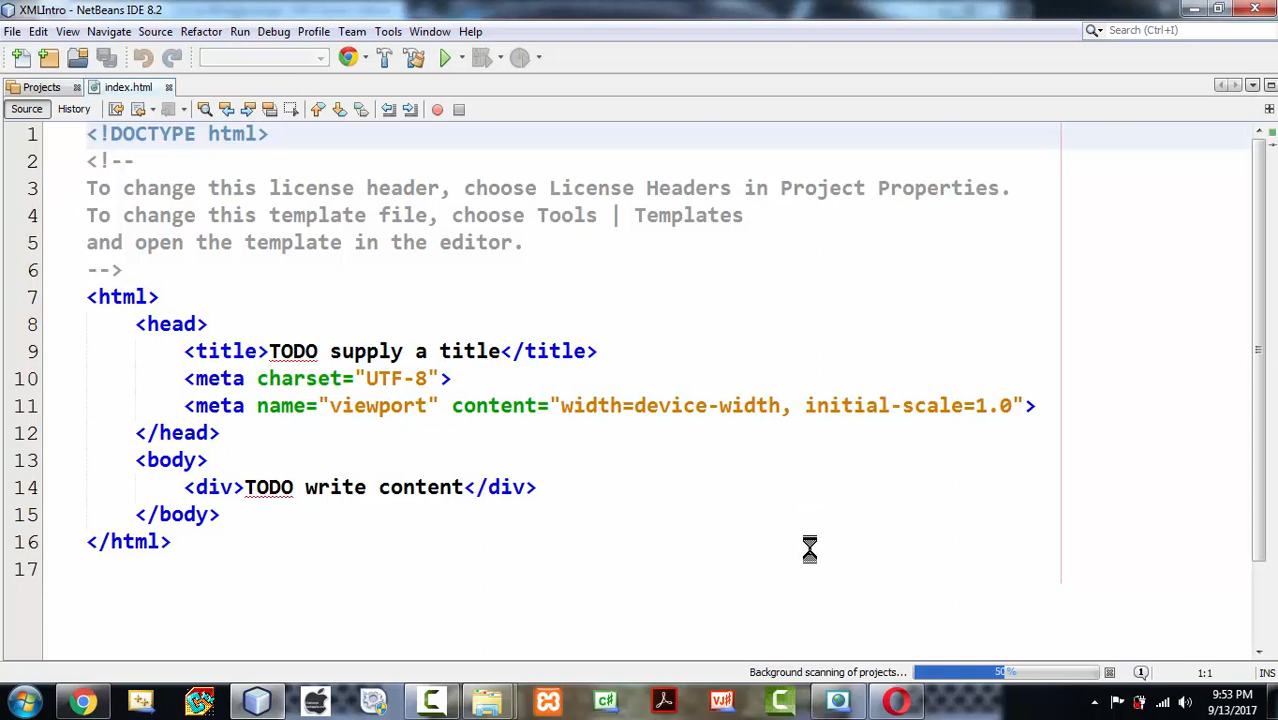 XMLIntro - NetBeans IDE 8.2
File Edit View Navigate Source Refactor Run Debug Profile Team Tools Window Help
Search (Ctrl+I)
Projects index.html
Source History
1 <!DOCTYPE html>
2 <!--
3 To change this license header, choose License Headers in Project Properties.
4 To change this template file, choose Tools | Templates
5 and open the template in the editor.
6 -->
7 <html>
8 <head>
9 <title>TODO supply a title</title>
10 <meta charset="UTF-8">
11 <meta name="viewport" content="width=device-width, initial-scale=1.0">
12 </head>
13 <body>
14 <div>TODO write content</div>
15 </body>
16 </html>
17
Background scanning of projects... 50% 1:1 INS
9:53 PM
9/13/2017